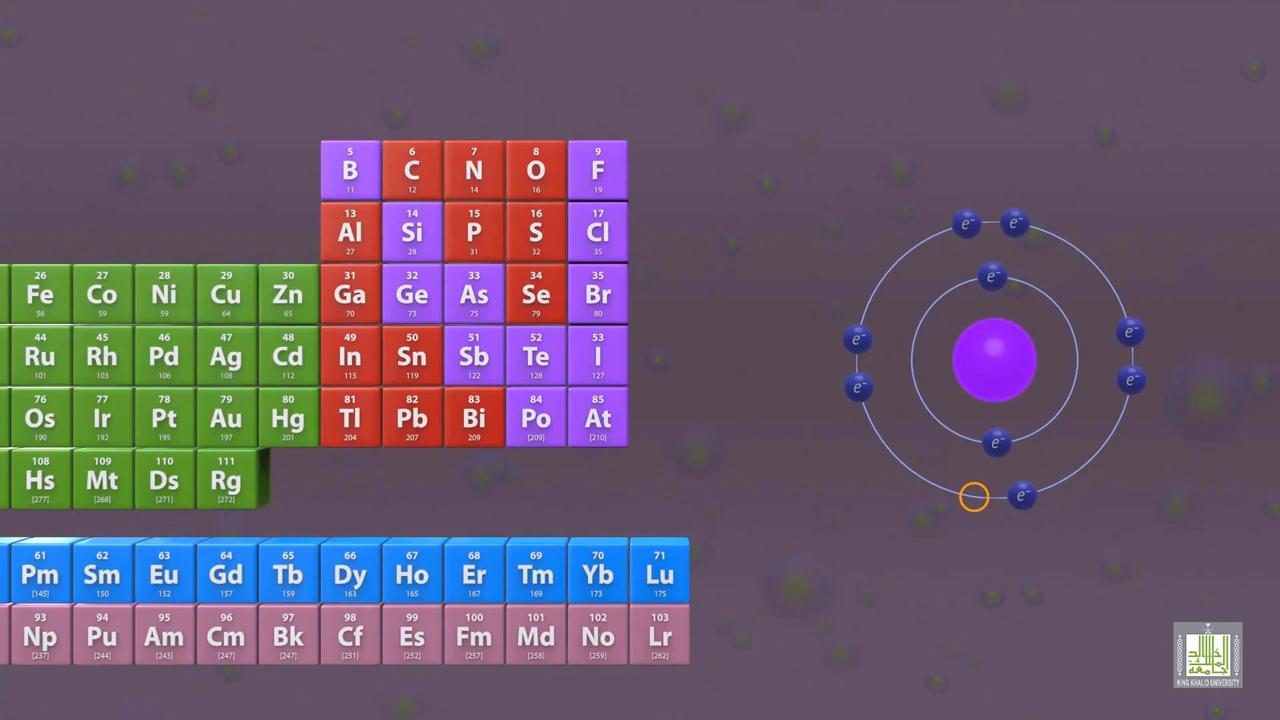 5 6 7 8 9
B C N O F
11 12 14 16 19
13 14 15 16 17
Al Si P S Cl
27 28 31 32 35
26 27 28 29 30 31 32 33 34 35
Fe Co Ni Cu Zn Ga Ge As Se Br
56 59 59 64 65 70 73 75 79 80
44 45 46 47 48 49 50 51 52 53
Ru Rh Pd Ag Cd In Sn Sb Te I
101 103 106 108 112 115 119 122 128 127
76 77 78 79 80 81 82 83 84 85
Os Ir Pt Au Hg Tl Pb Bi Po At
190 192 195 197 201 204 207 209 [209] [210]
108 109 110 111
Hs Mt Ds Rg
[277] [268] [271] [272]
61 62 63 64 65 66 67 68 69 70 71
Pm Sm Eu Gd Tb Dy Ho Er Tm Yb Lu
[145] 150 152 157 159 163 165 167 169 173 175
93 94 95 96 97 98 99 100 101 102 103
Np Pu Am Cm Bk Cf Es Fm Md No Lr
[237] [244] [243] [247] [247] [251] [252] [257] [258] [259] [262]
e⁻ e⁻
e⁻
e⁻ e⁻
e⁻ e⁻
e⁻
e⁻
KING KHALID UNIVERSITY